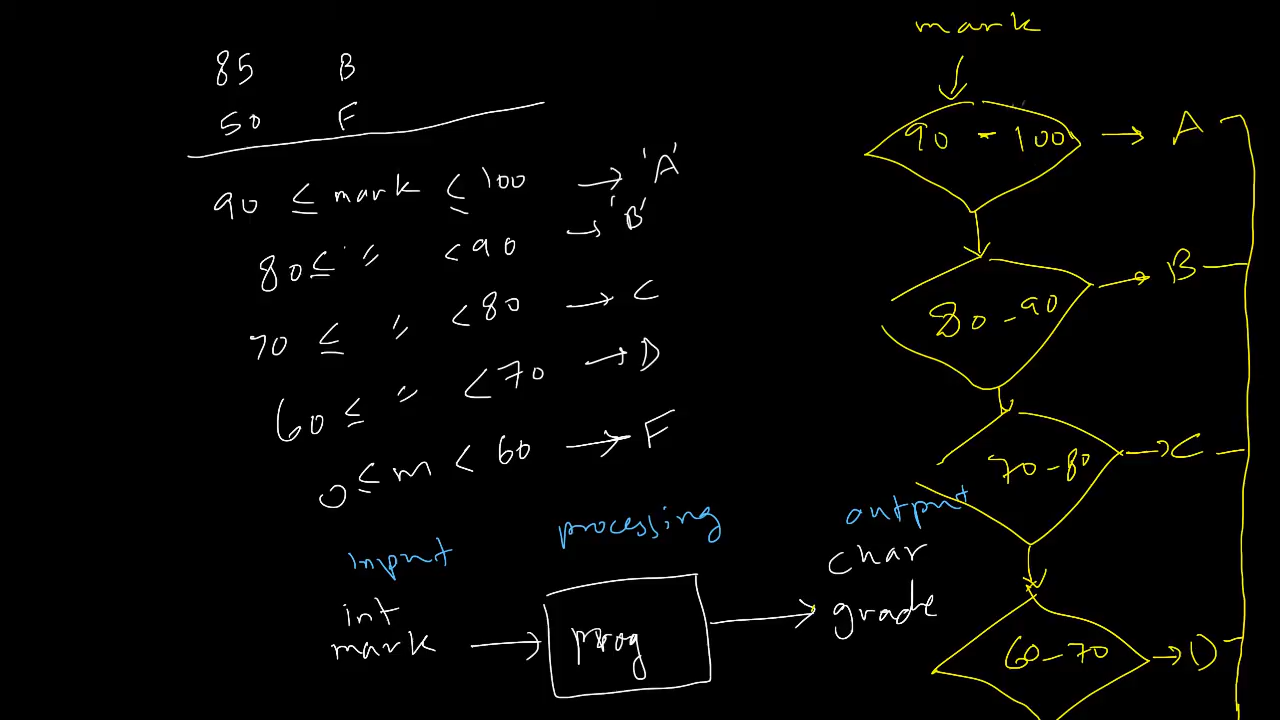 85 B
50 F
90 ≤ mark ≤ 100 → 'A'
80 ≤ " < 90 → 'B'
70 ≤ " < 80 → C
60 ≤ " < 70 → D
0 ≤ m < 60 → F
input processing output
int mark → prog → char grade
mark
90 - 100 → A
80 - 90 → B
70 - 80 → C
60 - 70 → D